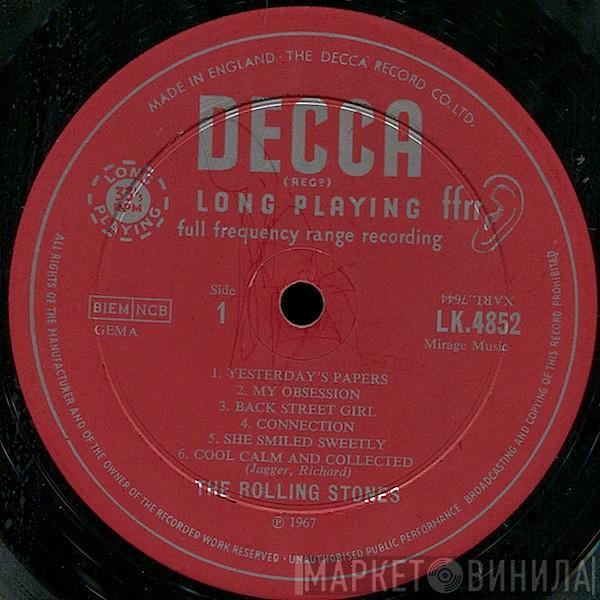 MADE IN ENGLAND · THE DECCA RECORD CO. LTD.
DECCA
(REGD)
LONG PLAYING
33 1/3 RPM
LONG PLAYING ffrr
full frequency range recording
BIEM NCB
GEMA
Side
1
XARL.7644
LK.4852
Mirage Music
1. YESTERDAY'S PAPERS
2. MY OBSESSION
3. BACK STREET GIRL
4. CONNECTION
5. SHE SMILED SWEETLY
6. COOL CALM AND COLLECTED
(Jagger, Richard)
THE ROLLING STONES
℗ 1967
ALL RIGHTS OF THE MANUFACTURER AND OF THE OWNER OF THE RECORDED WORK RESERVED · UNAUTHORISED PUBLIC PERFORMANCE BROADCASTING AND COPYING OF THIS RECORD PROHIBITED
МАРКЕТ ВИНИЛА